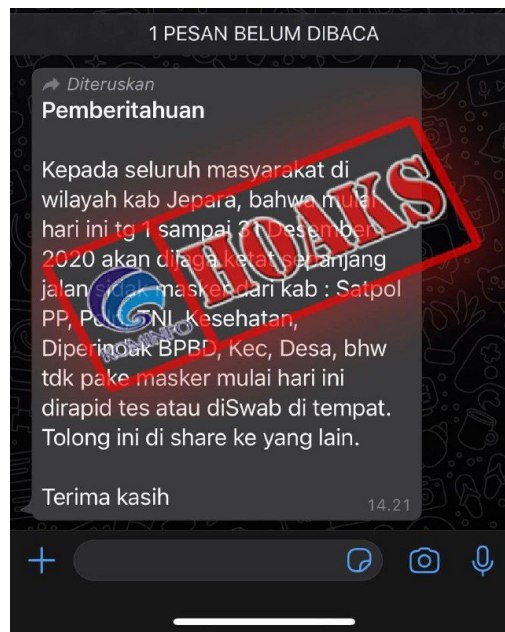 1 PESAN BELUM DIBACA
Diteruskan
Pemberitahuan
Kepada seluruh masyarakat di
wilayah kab Jepara, bahwa mulai
hari ini tg 1 sampai 31 Desember
2020 akan dijaga ketat sepanjang
jalan sidak masker dari kab : Satpol
PP, TNI, Kesehatan,
Diperindak BPBD, Kec, Desa, bhw
tdk pake masker mulai hari ini
dirapid tes atau diSwab di tempat.
Tolong ini di share ke yang lain.
Terima kasih
14.21
HOAKS
KOMINFO